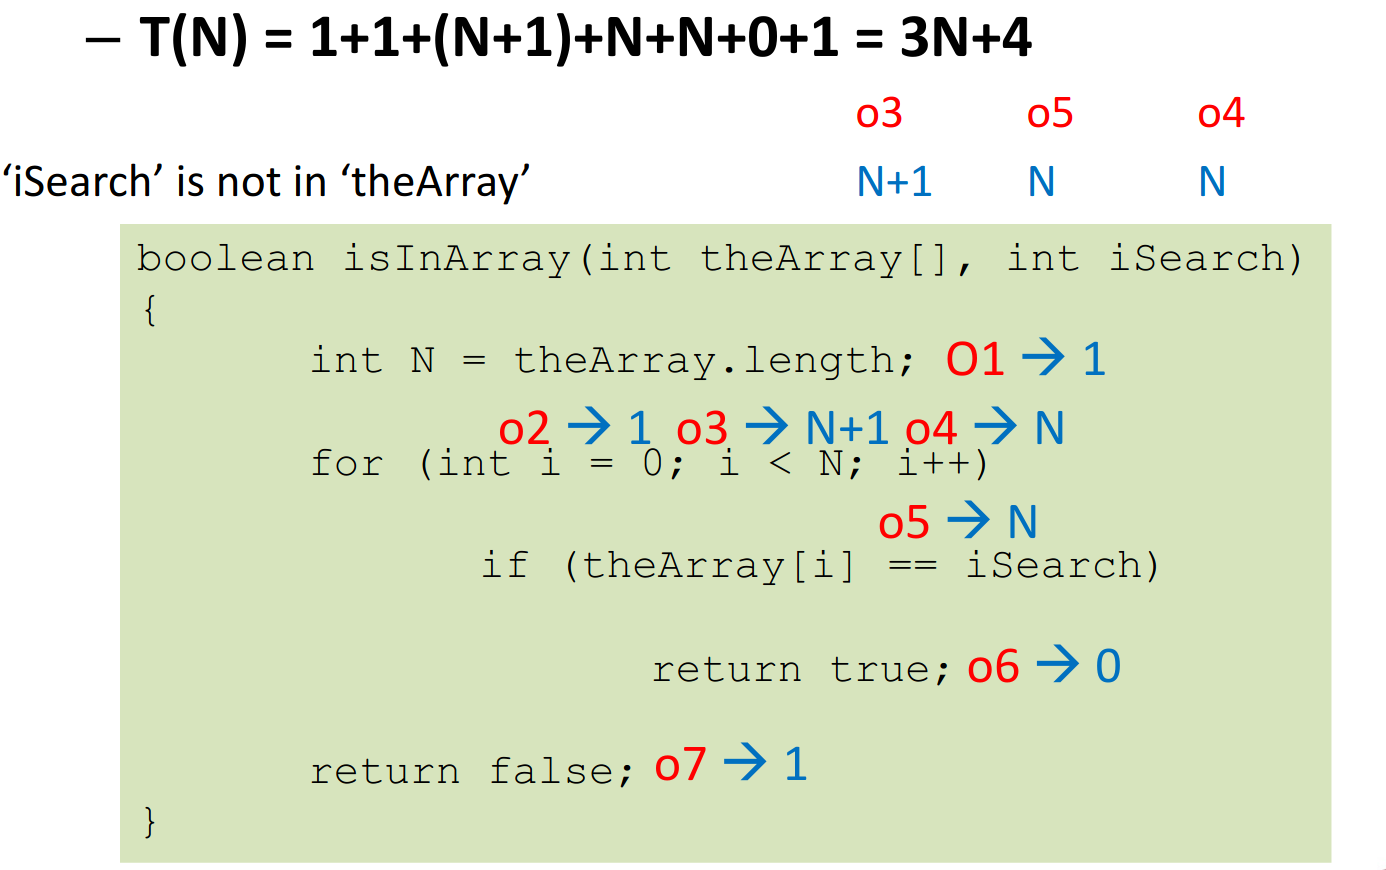 – T(N) = 1+1+(N+1)+N+N+0+1 = 3N+4
o3 o5 o4
‘iSearch’ is not in ‘theArray’ N+1 N N
boolean isInArray(int theArray[], int iSearch)
{
int N = theArray.length; O1 → 1
o2 → 1 o3 → N+1 o4 → N
for (int i = 0; i < N; i++)
o5 → N
if (theArray[i] == iSearch)
return true; o6 → 0
return false; o7 → 1
}